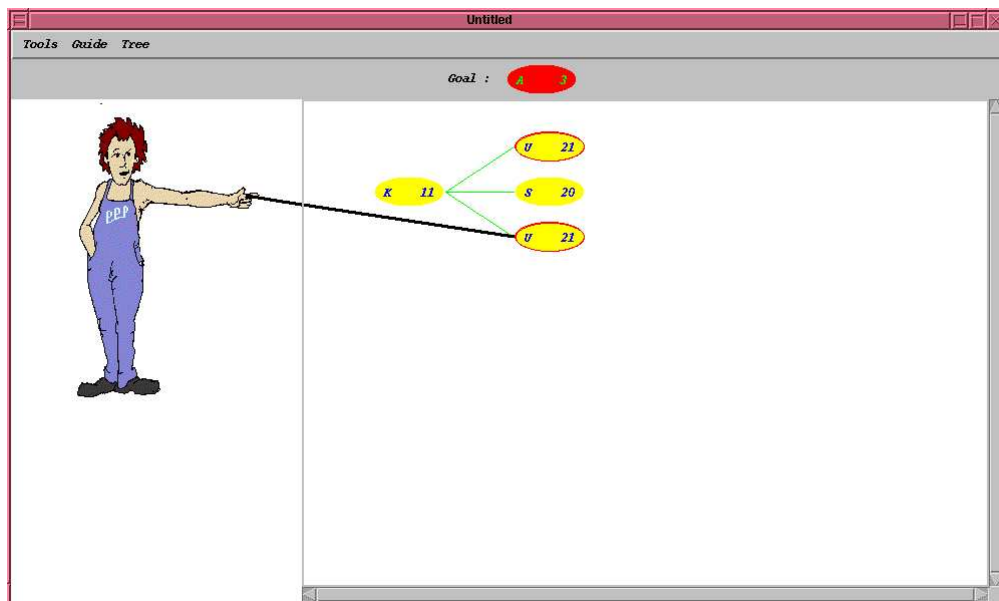 Untitled
Tools Guide Tree
Goal : A 3
U 21
K 11 S 20
U 21
PPP